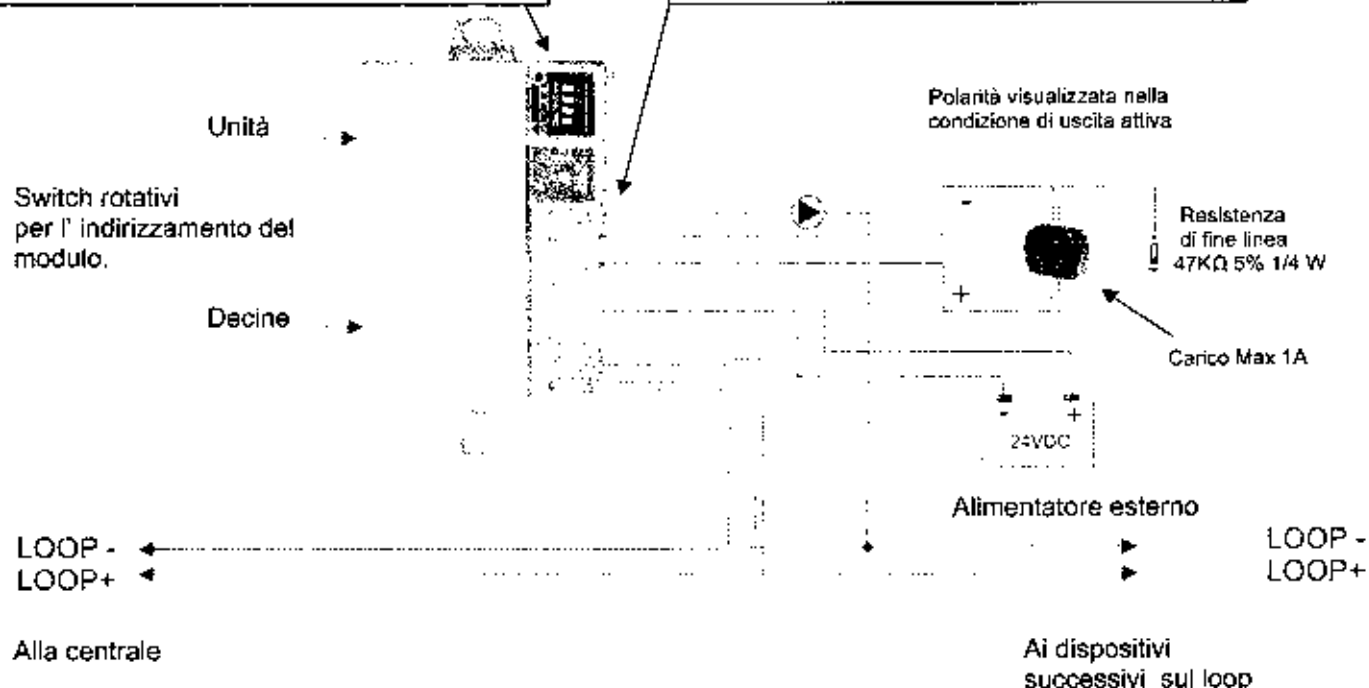 Polarità visualizzata nella
condizione di uscita attiva
Unità
Switch rotativi
per l' indirizzamento del
modulo.
Resistenza
di fine linea
47KΩ 5% 1/4 W
-
+
Decine
Carico Max 1A
- +
24VDC
Alimentatore esterno
LOOP -
LOOP+
LOOP -
LOOP+
Alla centrale
Ai dispositivi
successivi sul loop